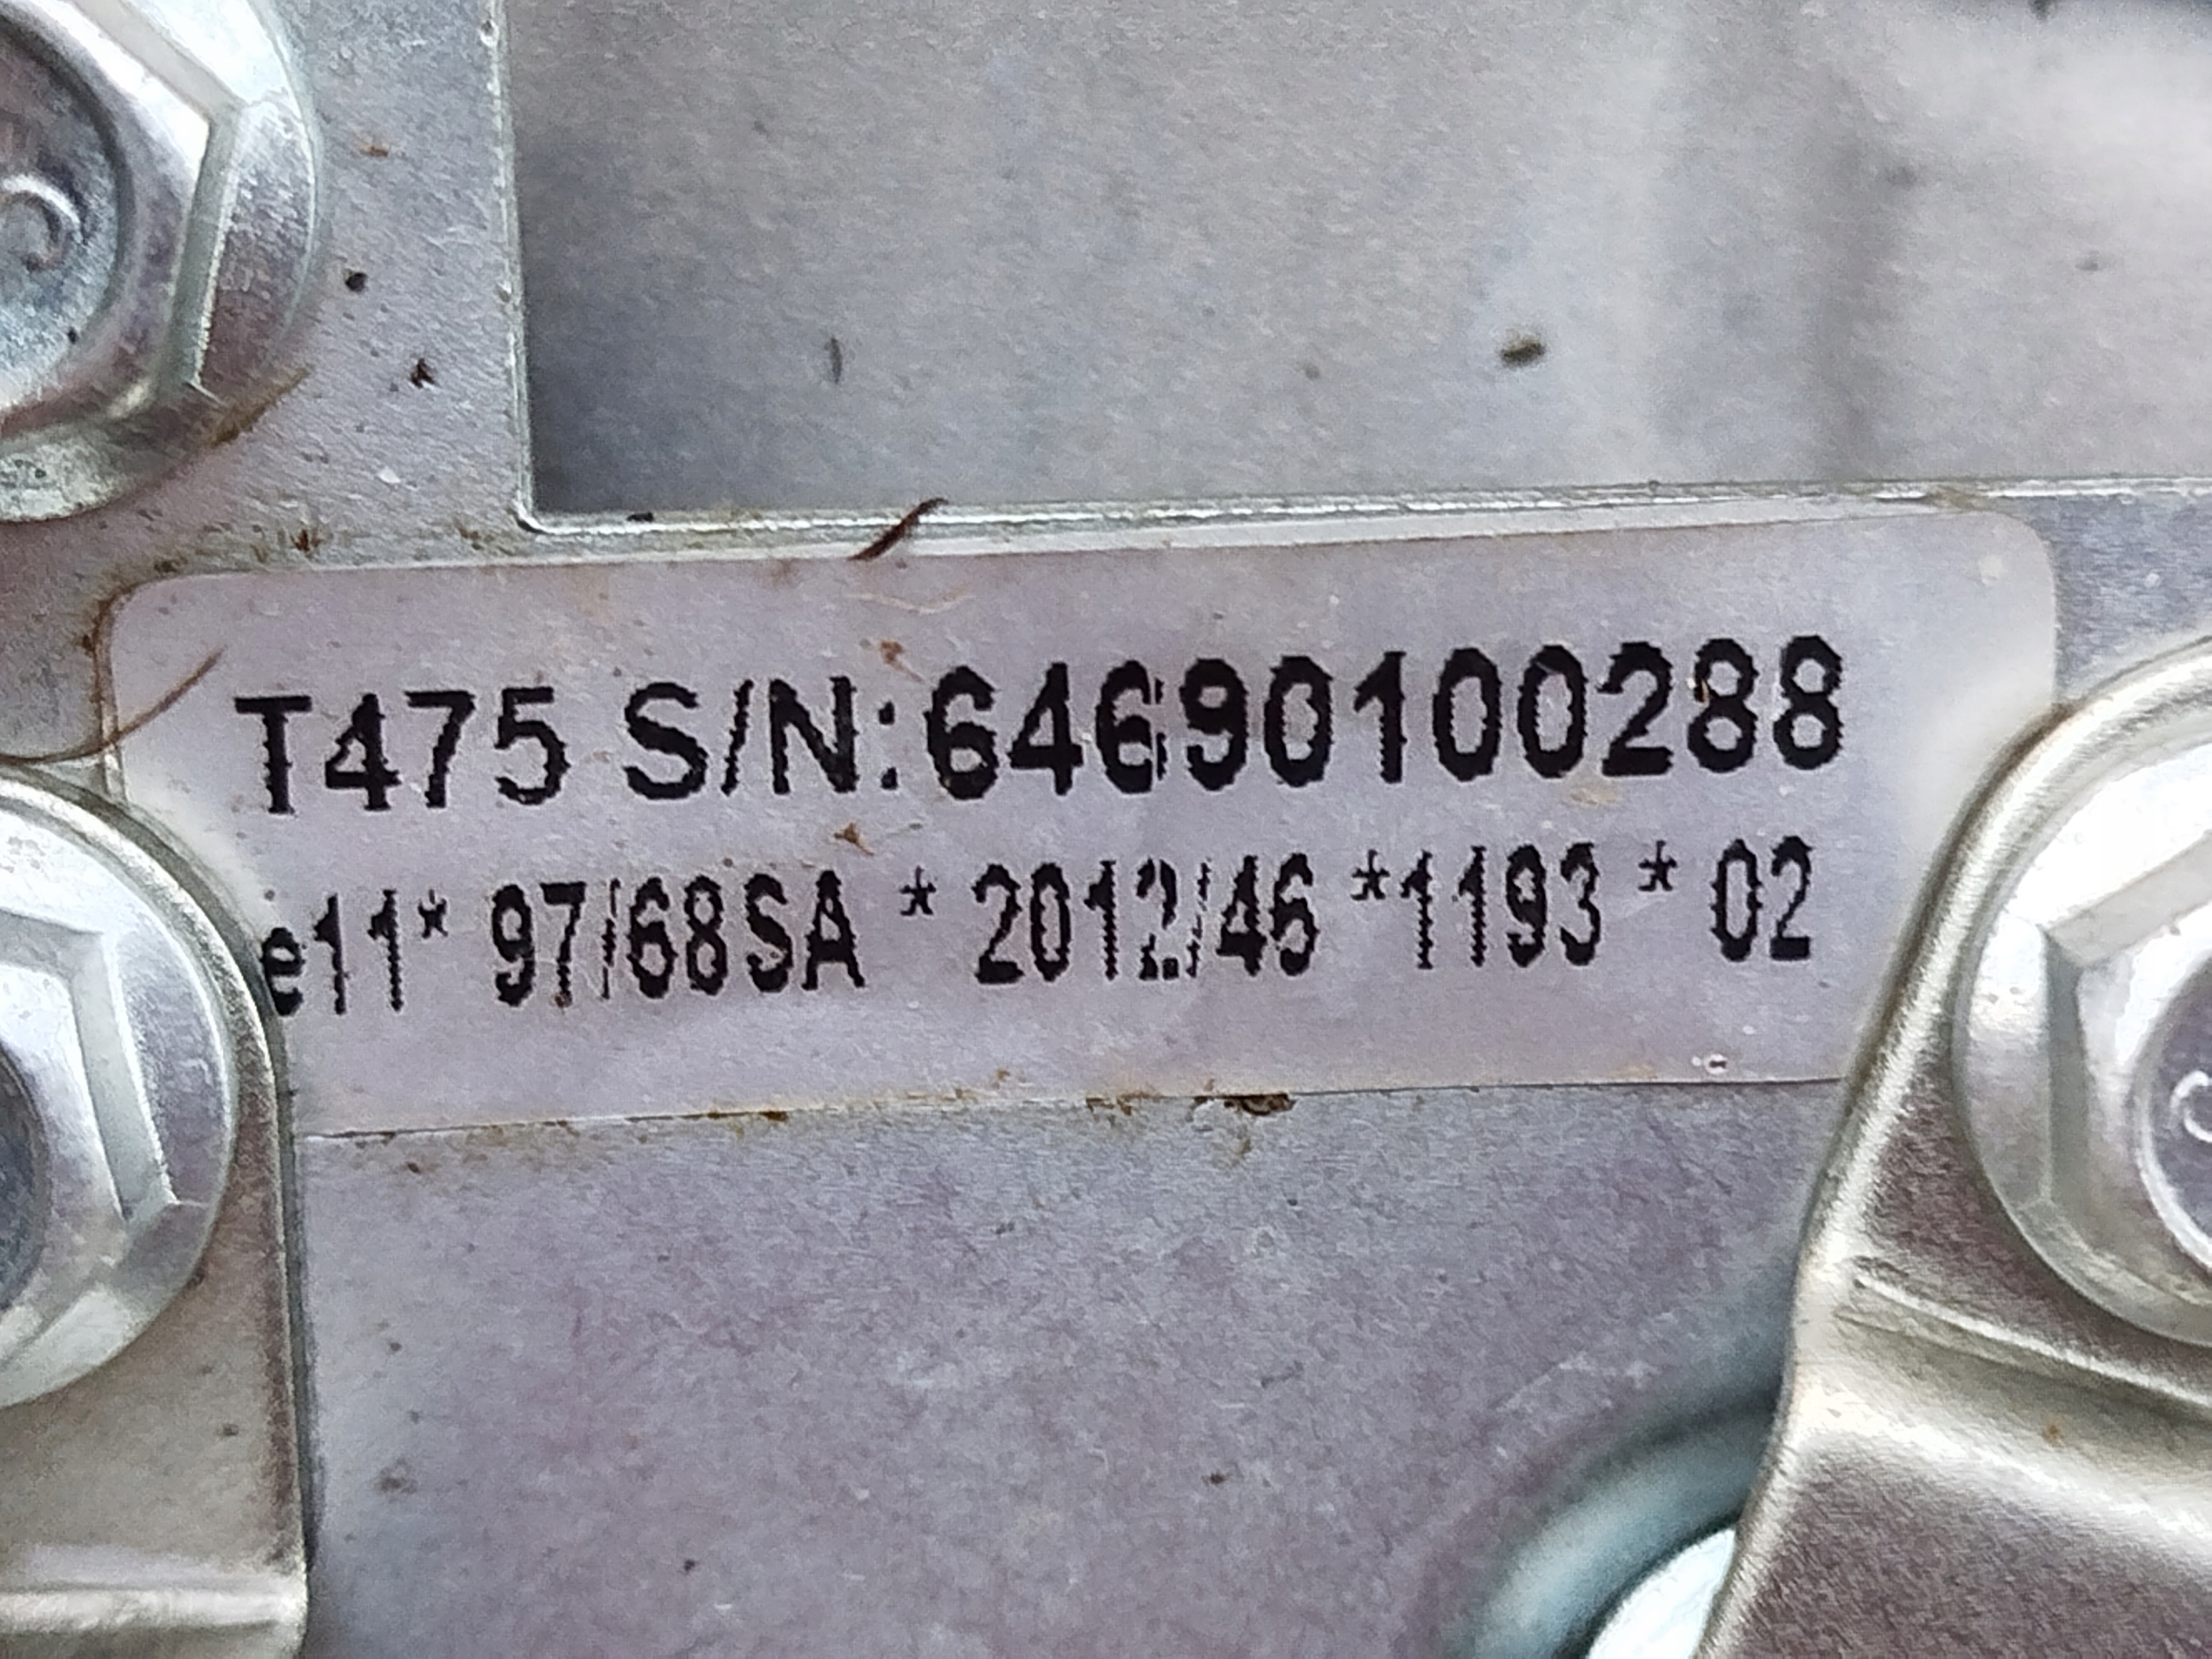 T475 S/N:64690100288
e11* 97/68SA * 2012/46 *1193 * 02